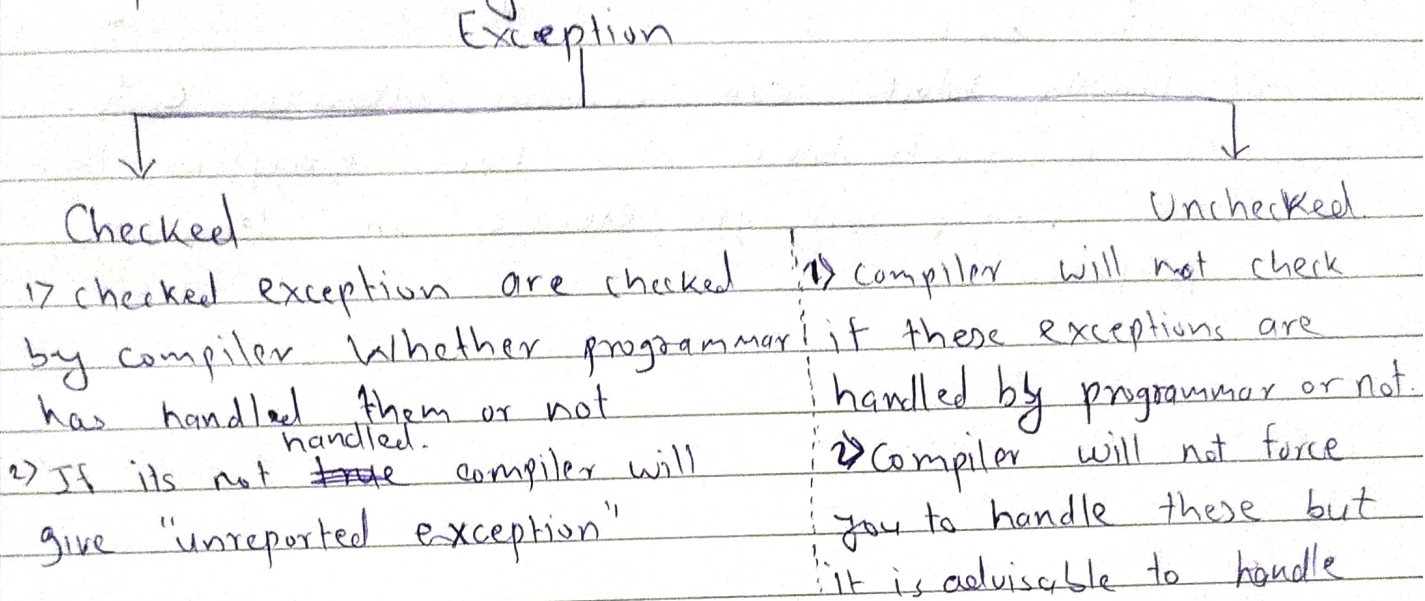 Exception
Checked
1) checked exception are checked
by compiler Whether programmar
has handled them or not
handled.
2) If its not compiler will
give "unreported exception"
Unchecked
1) compiler will not check
if these exceptions are
handled by programmar or not.
2) Compiler will not force
you to handle these but
it is advisable to handle